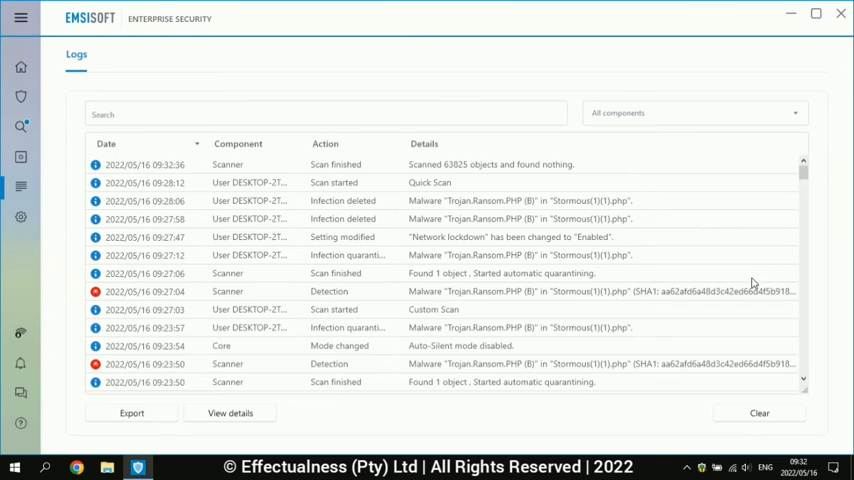 EMSISOFT ENTERPRISE SECURITY
Logs
Search All components
Date Component Action Details
2022/05/16 09:32:36 Scanner Scan finished Scanned 63825 objects and found nothing.
2022/05/16 09:28:12 User DESKTOP-2T... Scan started Quick Scan
2022/05/16 09:28:06 User DESKTOP-2T... Infection deleted Malware "Trojan.Ransom.PHP (B)" in "Stormous(1)(1).php".
2022/05/16 09:27:58 User DESKTOP-2T... Infection deleted Malware "Trojan.Ransom.PHP (B)" in "Stormous(1)(1).php".
2022/05/16 09:27:47 User DESKTOP-2T... Setting modified "Network lockdown" has been changed to "Enabled".
2022/05/16 09:27:12 User DESKTOP-2T... Infection quaranti... Malware "Trojan.Ransom.PHP (B)" in "Stormous(1)(1).php".
2022/05/16 09:27:06 Scanner Scan finished Found 1 object , Started automatic quarantining.
2022/05/16 09:27:04 Scanner Detection Malware "Trojan.Ransom.PHP (B)" in "Stormous(1)(1).php" (SHA1: aa62afd6a48d3c42ed66d4f5b918...
2022/05/16 09:27:03 User DESKTOP-2T... Scan started Custom Scan
2022/05/16 09:23:57 User DESKTOP-2T... Infection quaranti... Malware "Trojan.Ransom.PHP (B)" in "Stormous(1)(1).php".
2022/05/16 09:23:54 Core Mode changed Auto-Silent mode disabled.
2022/05/16 09:23:50 Scanner Detection Malware "Trojan.Ransom.PHP (B)" in "Stormous(1)(1).php" (SHA1: aa62afd6a48d3c42ed66d4f5b918...
2022/05/16 09:23:50 Scanner Scan finished Found 1 object , Started automatic quarantining.
Export View details Clear
© Effectualness (Pty) Ltd | All Rights Reserved | 2022
ENG 09:32
2022/05/16